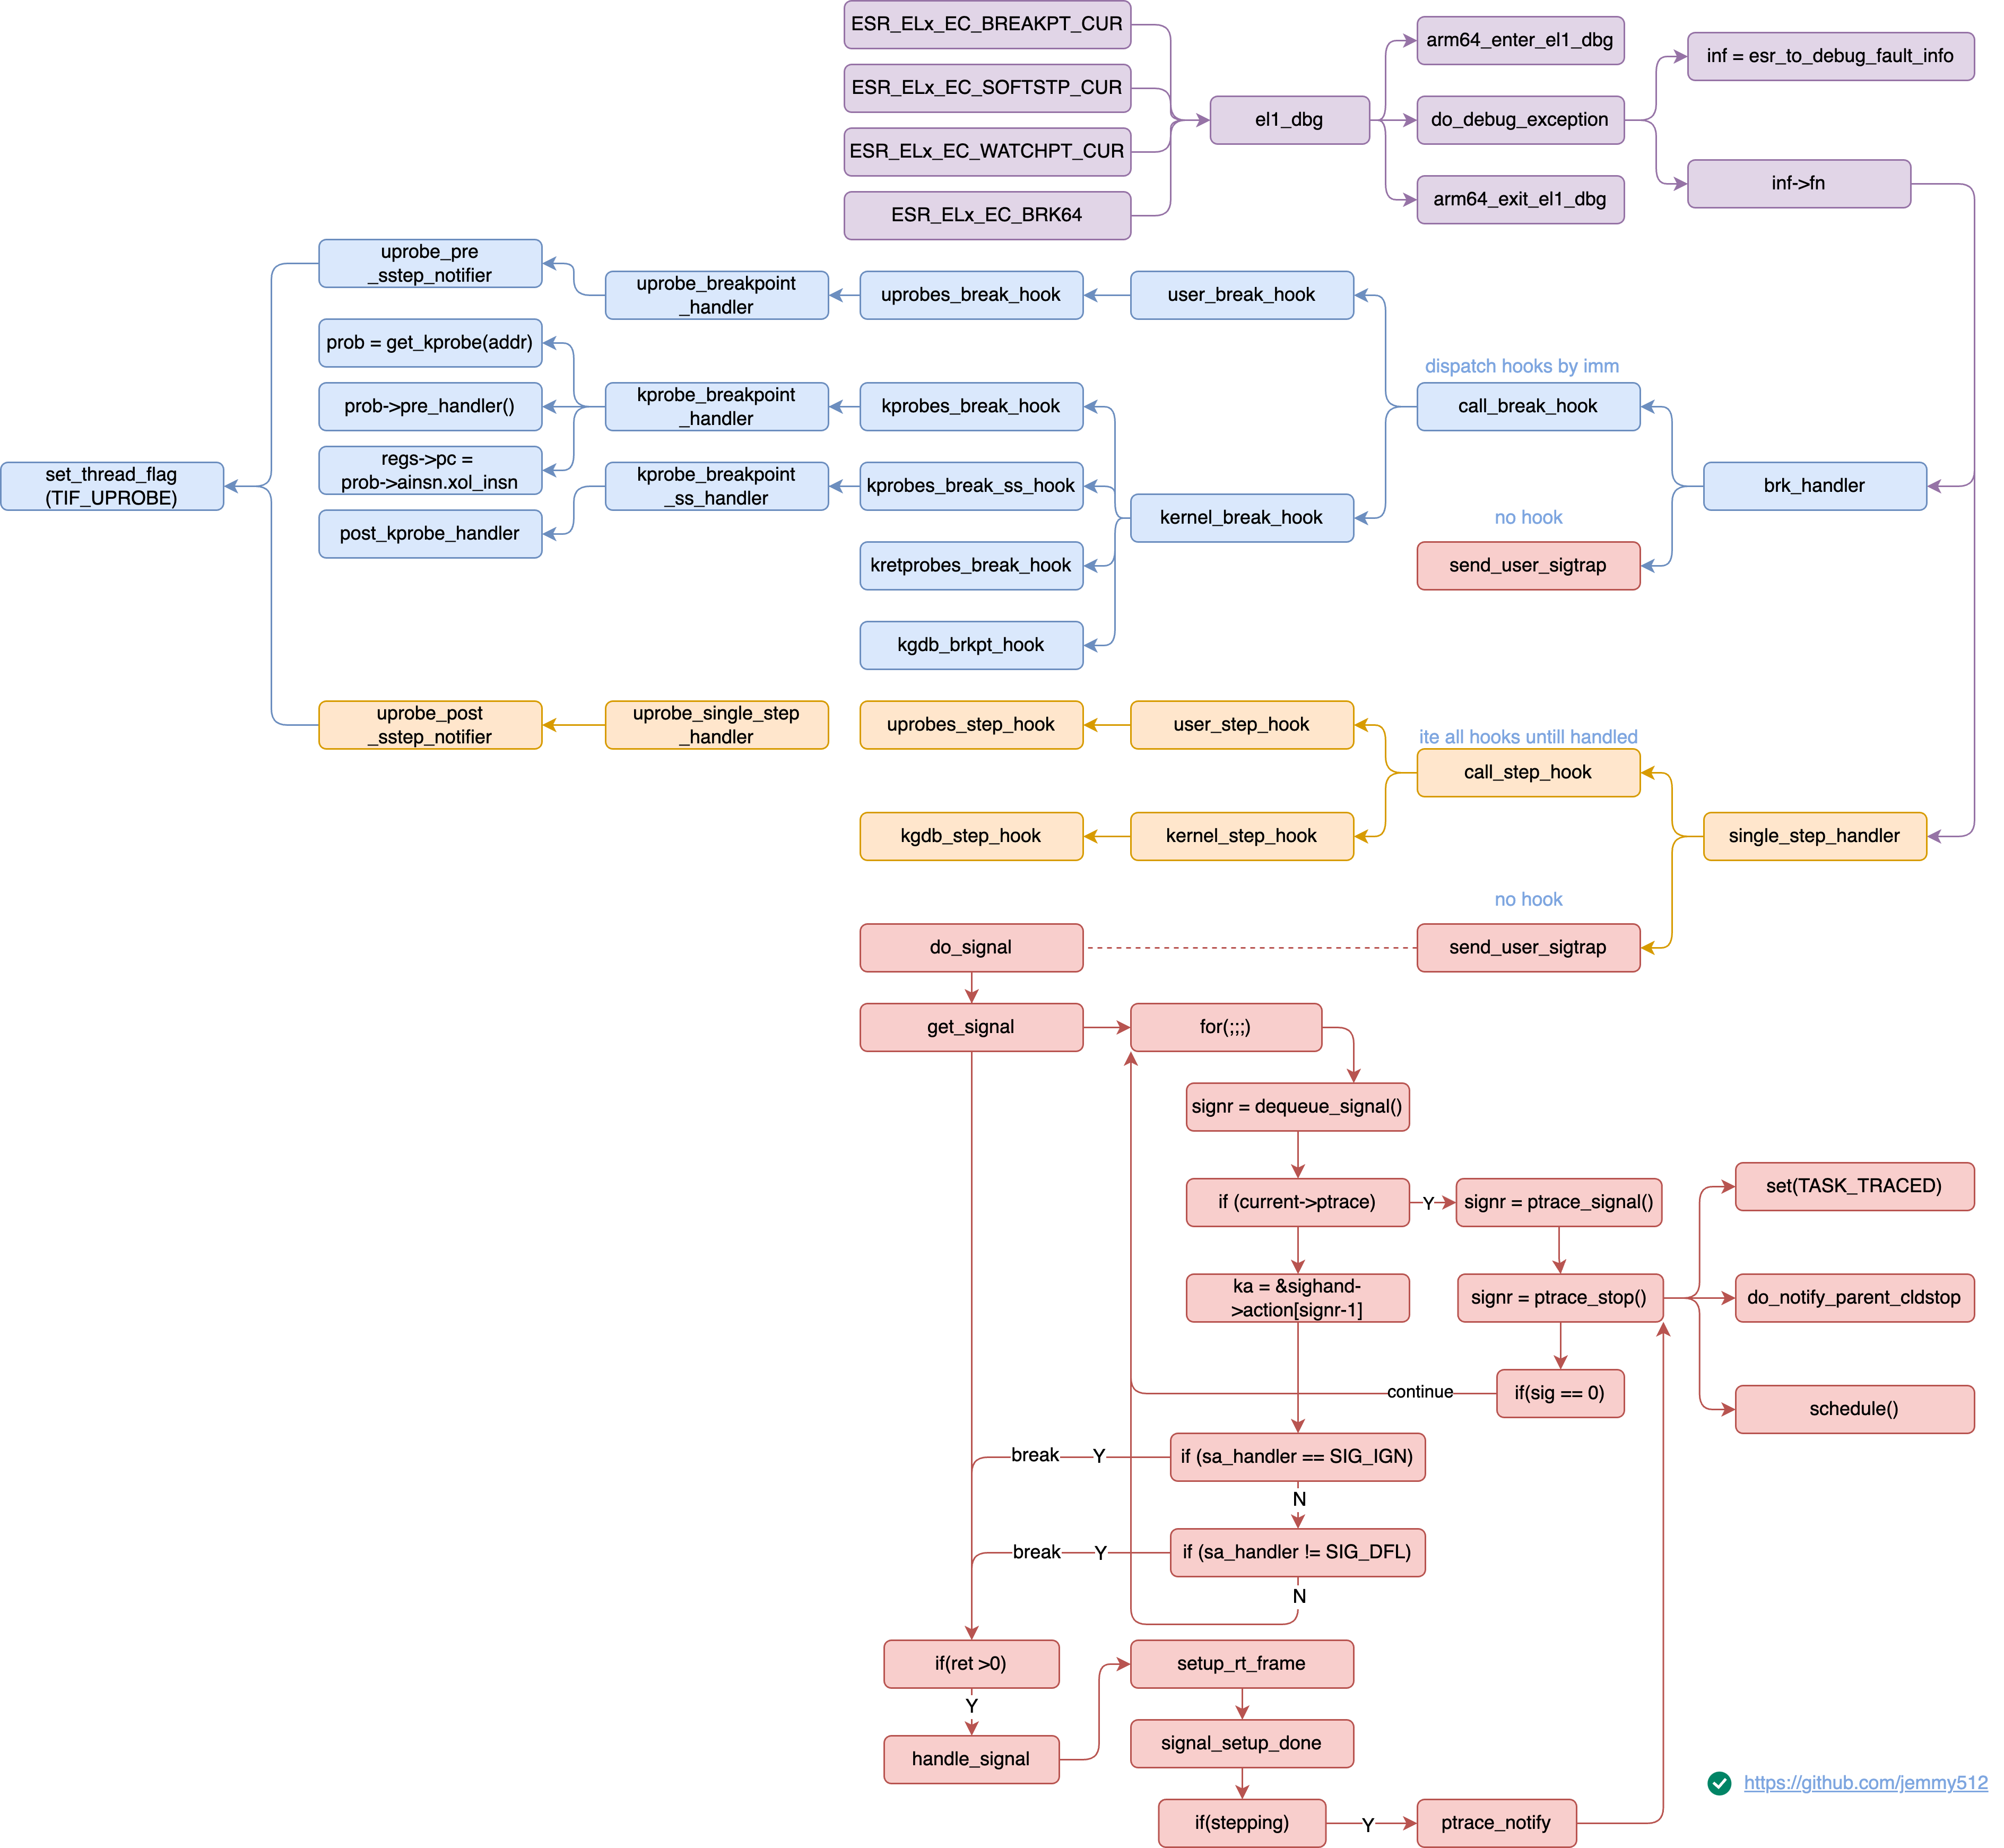 ESR_ELx_EC_BREAKPT_CUR
arm64_enter_el1_dbg
inf = esr_to_debug_fault_info
ESR_ELx_EC_SOFTSTP_CUR
el1_dbg
do_debug_exception
ESR_ELx_EC_WATCHPT_CUR
inf->fn
arm64_exit_el1_dbg
ESR_ELx_EC_BRK64
uprobe_pre
_sstep_notifier
uprobe_breakpoint
_handler
uprobes_break_hook
user_break_hook
prob = get_kprobe(addr)
dispatch hooks by imm
prob->pre_handler()
kprobe_breakpoint
_handler
kprobes_break_hook
call_break_hook
regs->pc =
prob->ainsn.xol_insn
set_thread_flag
(TIF_UPROBE)
kprobe_breakpoint
_ss_handler
kprobes_break_ss_hook
brk_handler
kernel_break_hook
no hook
post_kprobe_handler
kretprobes_break_hook
send_user_sigtrap
kgdb_brkpt_hook
uprobe_post
_sstep_notifier
uprobe_single_step
_handler
uprobes_step_hook
user_step_hook
ite all hooks untill handled
call_step_hook
kgdb_step_hook
kernel_step_hook
single_step_handler
no hook
do_signal
send_user_sigtrap
get_signal
for(;;;)
signr = dequeue_signal()
if (current->ptrace)
Y
signr = ptrace_signal()
set(TASK_TRACED)
ka = &sighand-
>action[signr-1]
signr = ptrace_stop()
do_notify_parent_cldstop
continue
if(sig == 0)
schedule()
break
Y
if (sa_handler == SIG_IGN)
N
break
Y
if (sa_handler != SIG_DFL)
N
if(ret >0)
setup_rt_frame
Y
handle_signal
signal_setup_done
https://github.com/jemmy512
if(stepping)
Y
ptrace_notify